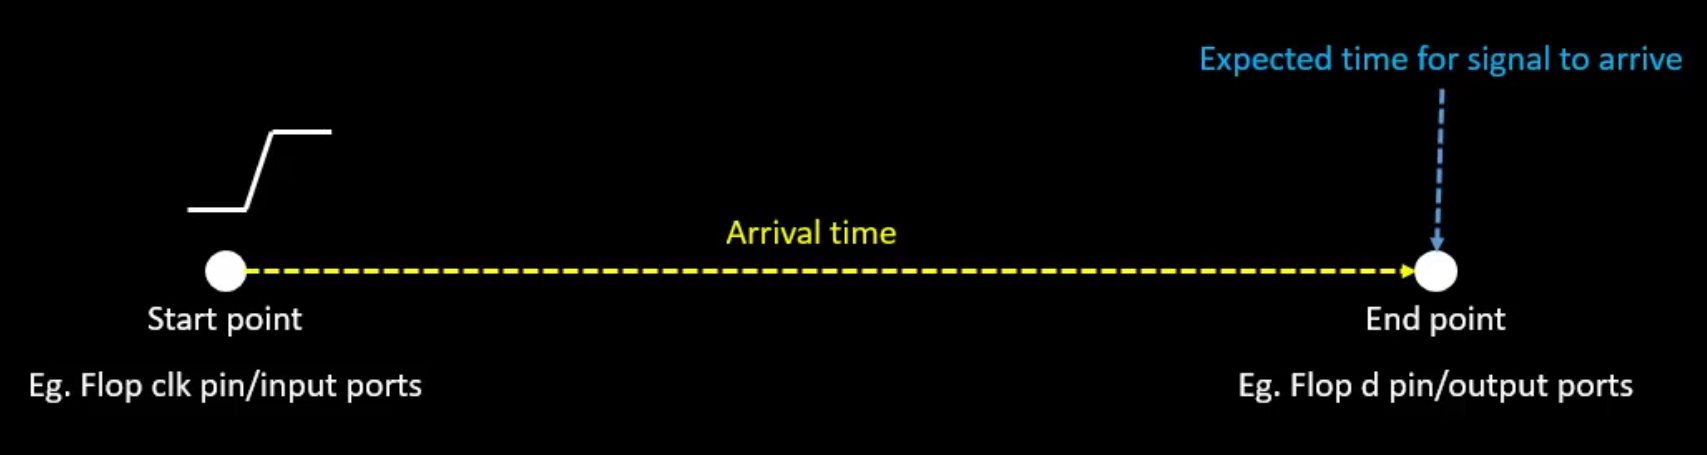 Expected time for signal to arrive
Arrival time
Start point
End point
Eg. Flop clk pin/input ports
Eg. Flop d pin/output ports